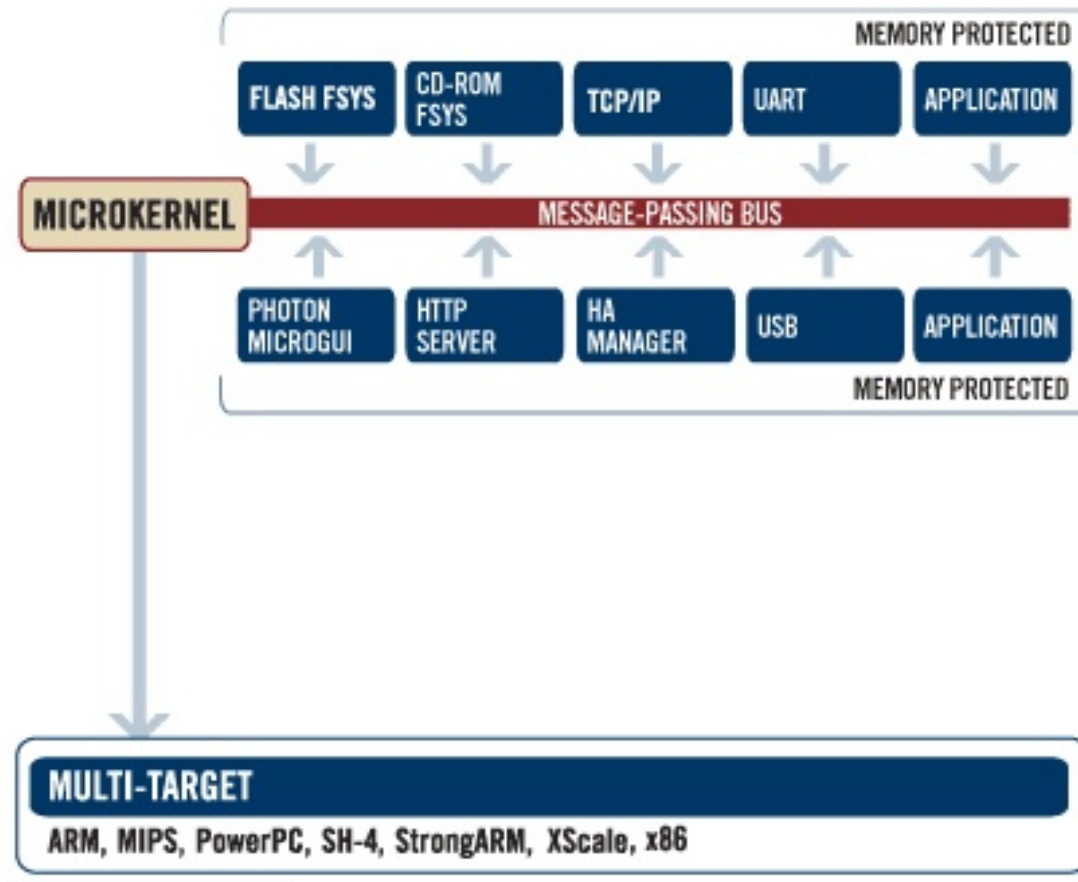 MEMORY PROTECTED
FLASH FSYS
CD-ROM
FSYS
TCP/IP
UART
APPLICATION
MICROKERNEL
MESSAGE-PASSING BUS
PHOTON
MICROGUI
HTTP
SERVER
HA
MANAGER
USB
APPLICATION
MEMORY PROTECTED
MULTI-TARGET
ARM, MIPS, PowerPC, SH-4, StrongARM, XScale, x86